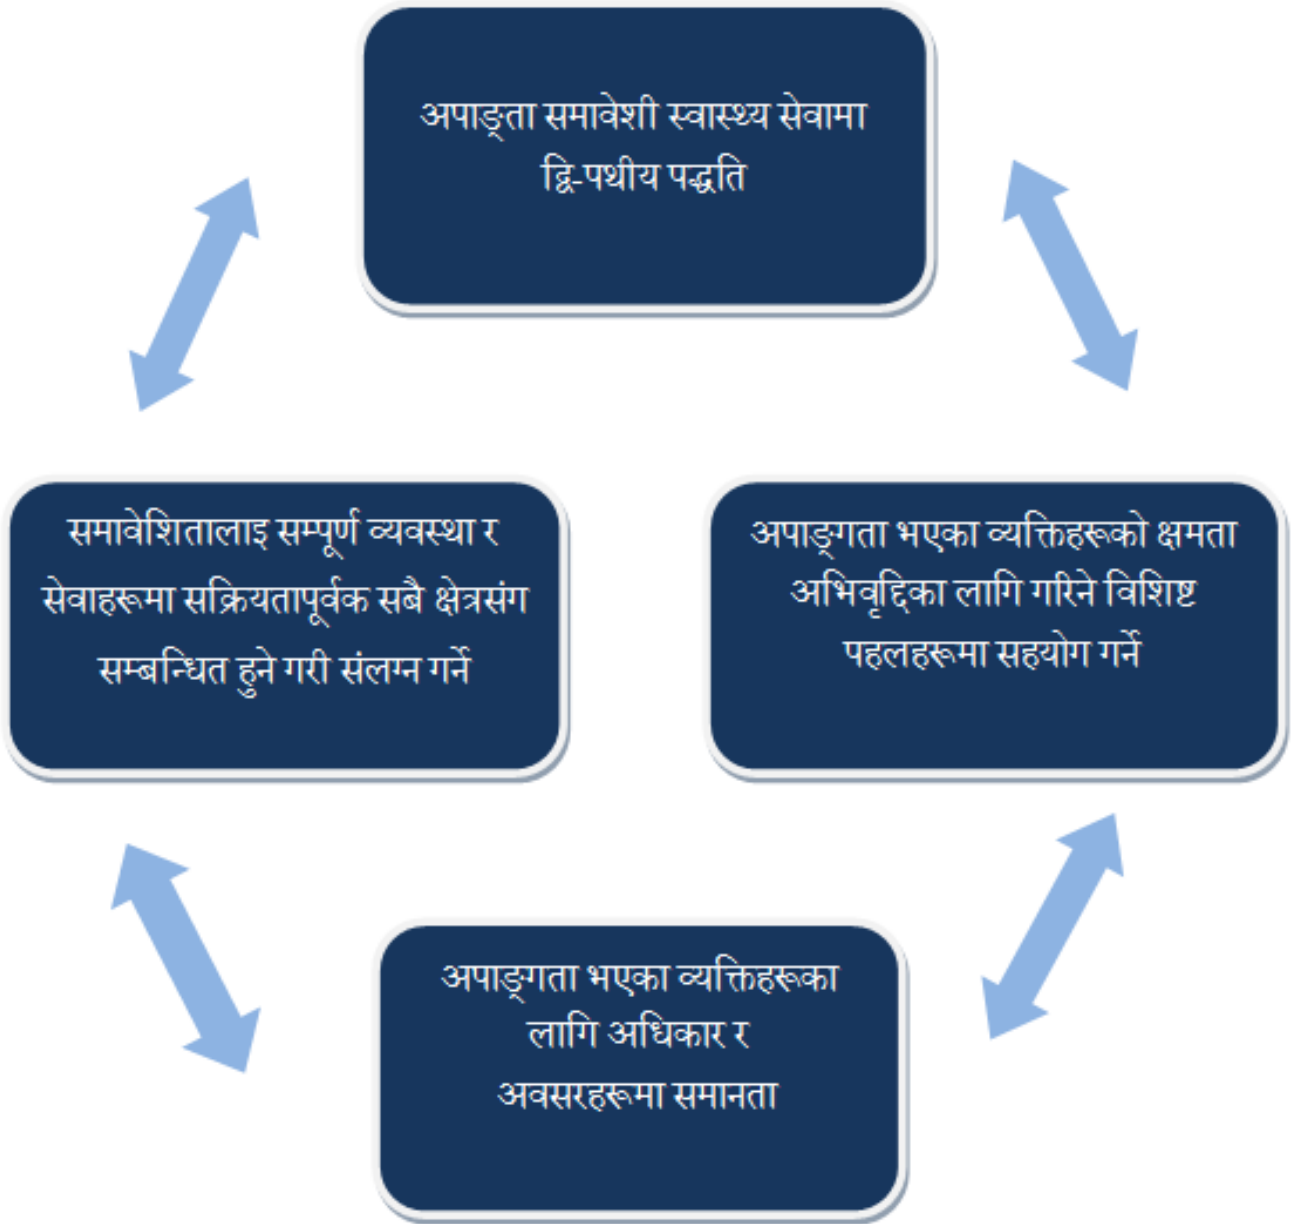 अपाङ्ता समावेशी स्वास्थ्य सेवामा
द्वि-पथीय पद्धति
समावेशितालाइ सम्पूर्ण व्यवस्था र
सेवाहरूमा सक्रियतापूर्वक सबै क्षेत्रसंग
सम्बन्धित हुने गरी संलग्न गर्ने
अपाङ्गता भएका व्यक्तिहरूको क्षमता
अभिवृद्दिका लागि गरिने विशिष्ट
पहलहरूमा सहयोग गर्ने
अपाङ्गता भएका व्यक्तिहरूका
लागि अधिकार र
अवसरहरूमा समानता